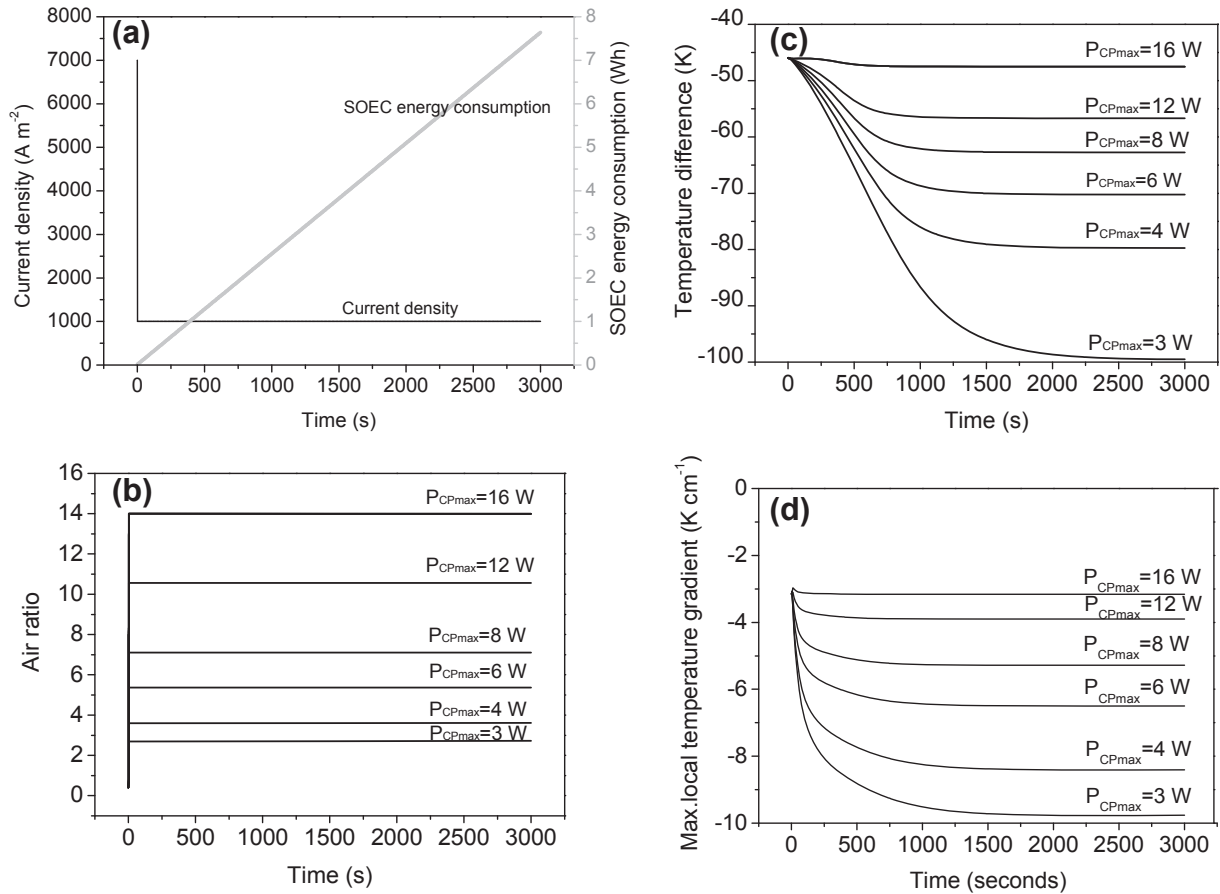 (a)
Current density (A m⁻²)
8000
7000
6000
5000
4000
3000
2000
1000
0
SOEC energy consumption
Current density
8
7
6
5
4
3
2
1
0
SOEC energy consumption (Wh)
0 500 1000 1500 2000 2500 3000
Time (s)
(c)
Temperature difference (K)
-40
-50
-60
-70
-80
-90
-100
P_CPmax=16 W
P_CPmax=12 W
P_CPmax=8 W
P_CPmax=6 W
P_CPmax=4 W
P_CPmax=3 W
0 500 1000 1500 2000 2500 3000
Time (s)
(b)
Air ratio
16
14
12
10
8
6
4
2
0
P_CPmax=16 W
P_CPmax=12 W
P_CPmax=8 W
P_CPmax=6 W
P_CPmax=4 W
P_CPmax=3 W
0 500 1000 1500 2000 2500 3000
Time (s)
(d)
Max.local temperature gradient (K cm⁻¹)
0
-2
-4
-6
-8
-10
P_CPmax=16 W
P_CPmax=12 W
P_CPmax=8 W
P_CPmax=6 W
P_CPmax=4 W
P_CPmax=3 W
0 500 1000 1500 2000 2500 3000
Time (seconds)